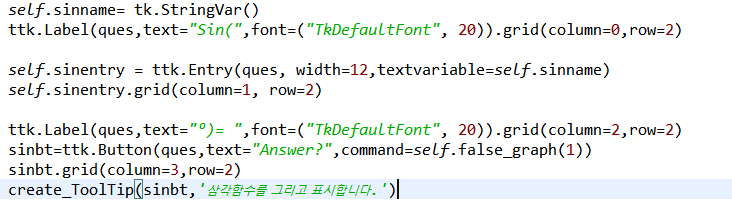 self.sinname= tk.StringVar()
ttk.Label(ques,text="Sin(",font=("TkDefaultFont", 20)).grid(column=0,row=2)
self.sinentry = ttk.Entry(ques, width=12,textvariable=self.sinname)
self.sinentry.grid(column=1, row=2)
ttk.Label(ques,text="º)= ",font=("TkDefaultFont", 20)).grid(column=2,row=2)
sinbt=ttk.Button(ques,text="Answer?",command=self.false_graph(1))
sinbt.grid(column=3,row=2)
create_ToolTip(sinbt,'삼각함수를 그리고 표시합니다.')